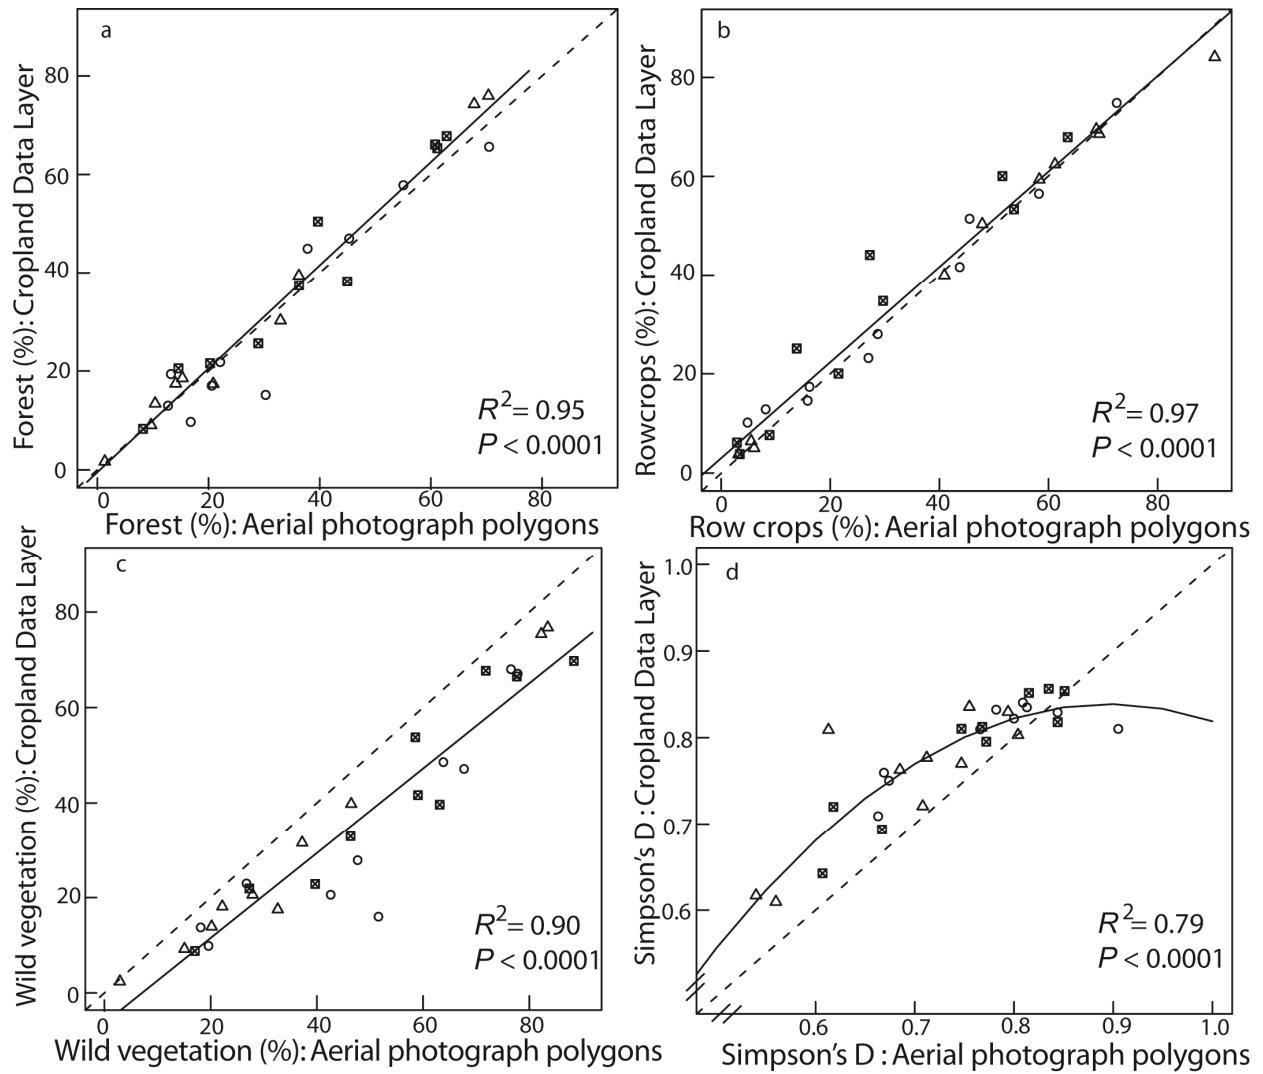 a
Forest (%): Cropland Data Layer
80
60
40
20
0
R²= 0.95
P < 0.0001
0 20 40 60 80
Forest (%): Aerial photograph polygons
b
Rowcrops (%): Cropland Data Layer
80
60
40
20
0
R²= 0.97
P < 0.0001
0 20 40 60 80
Row crops (%): Aerial photograph polygons
c
Wild vegetation (%): Cropland Data Layer
80
60
40
20
0
R²= 0.90
P < 0.0001
0 20 40 60 80
Wild vegetation (%): Aerial photograph polygons
d
Simpson's D : Cropland Data Layer
1.0
0.9
0.8
0.7
0.6
R²= 0.79
P < 0.0001
0.6 0.7 0.8 0.9 1.0
Simpson's D : Aerial photograph polygons